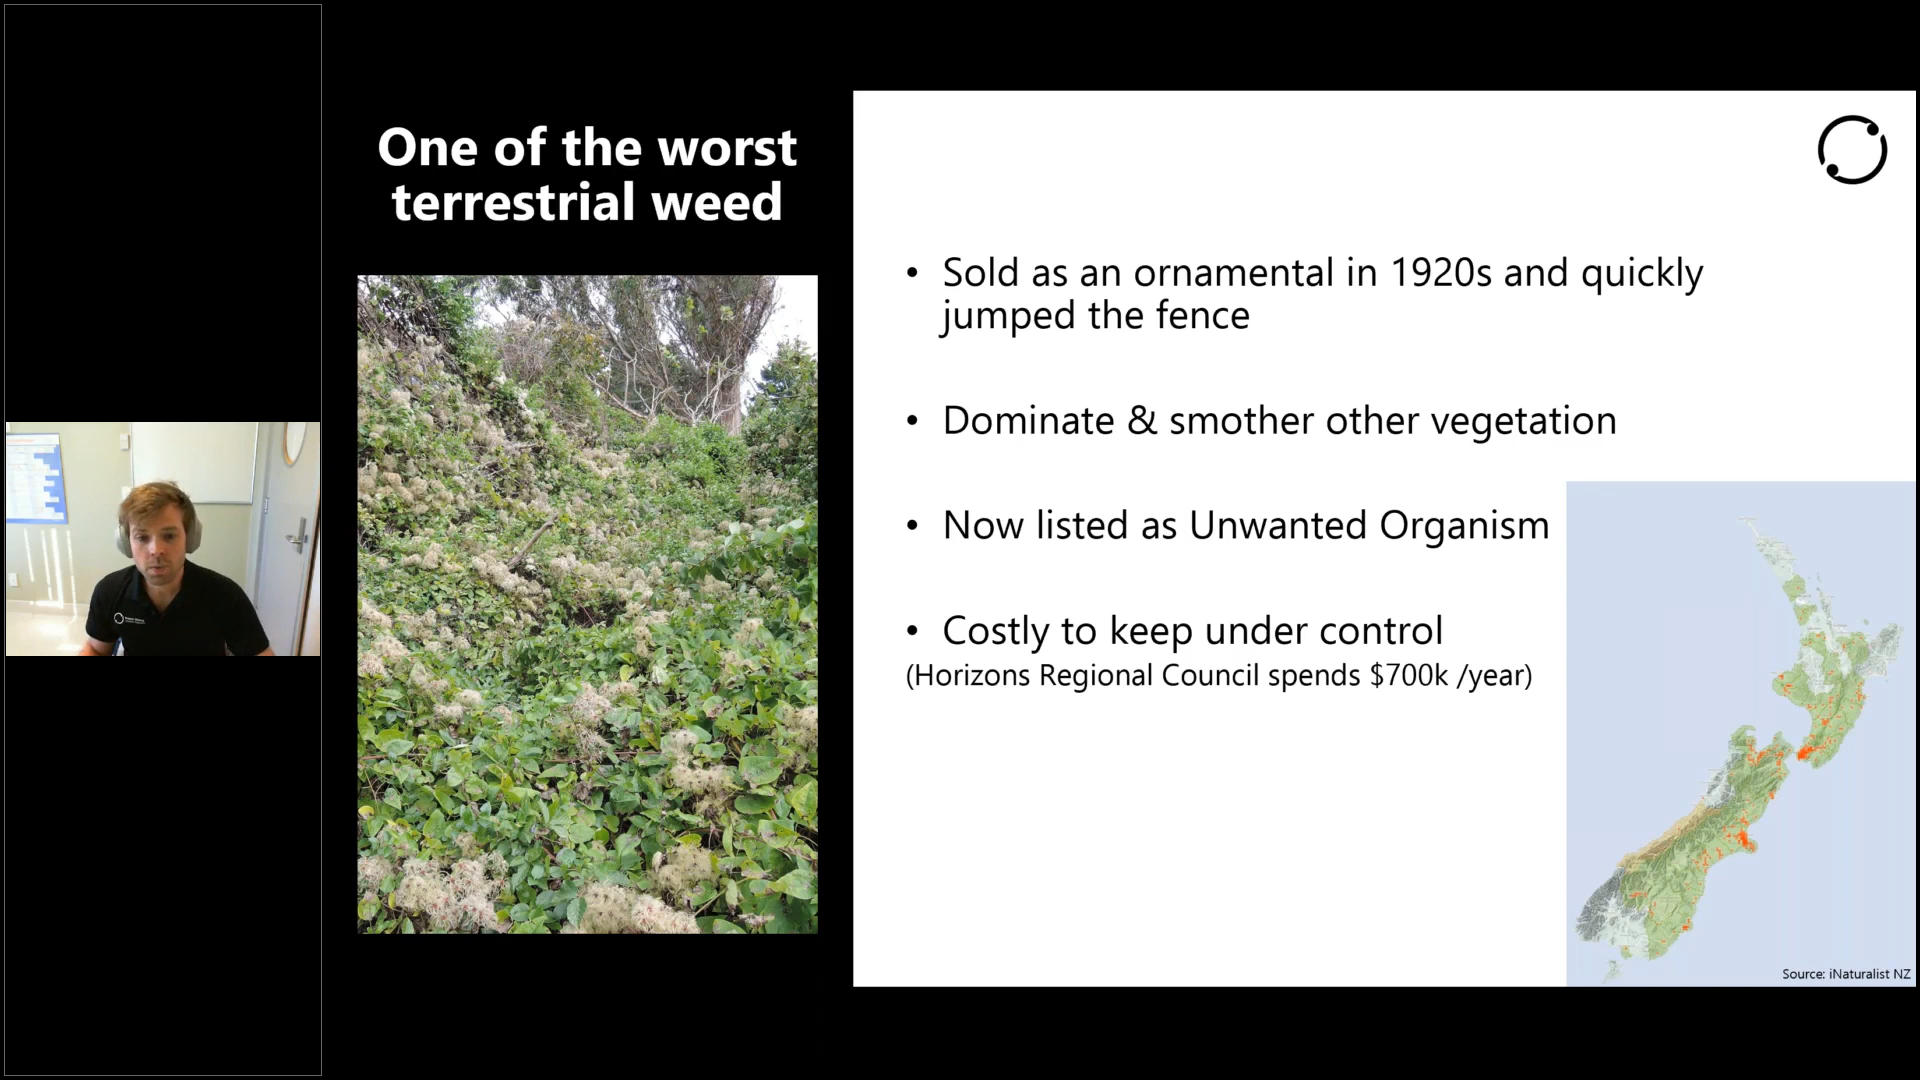 One of the worst
terrestrial weed
• Sold as an ornamental in 1920s and quickly
jumped the fence
• Dominate & smother other vegetation
• Now listed as Unwanted Organism
• Costly to keep under control
(Horizons Regional Council spends $700k /year)
Source: iNaturalist NZ